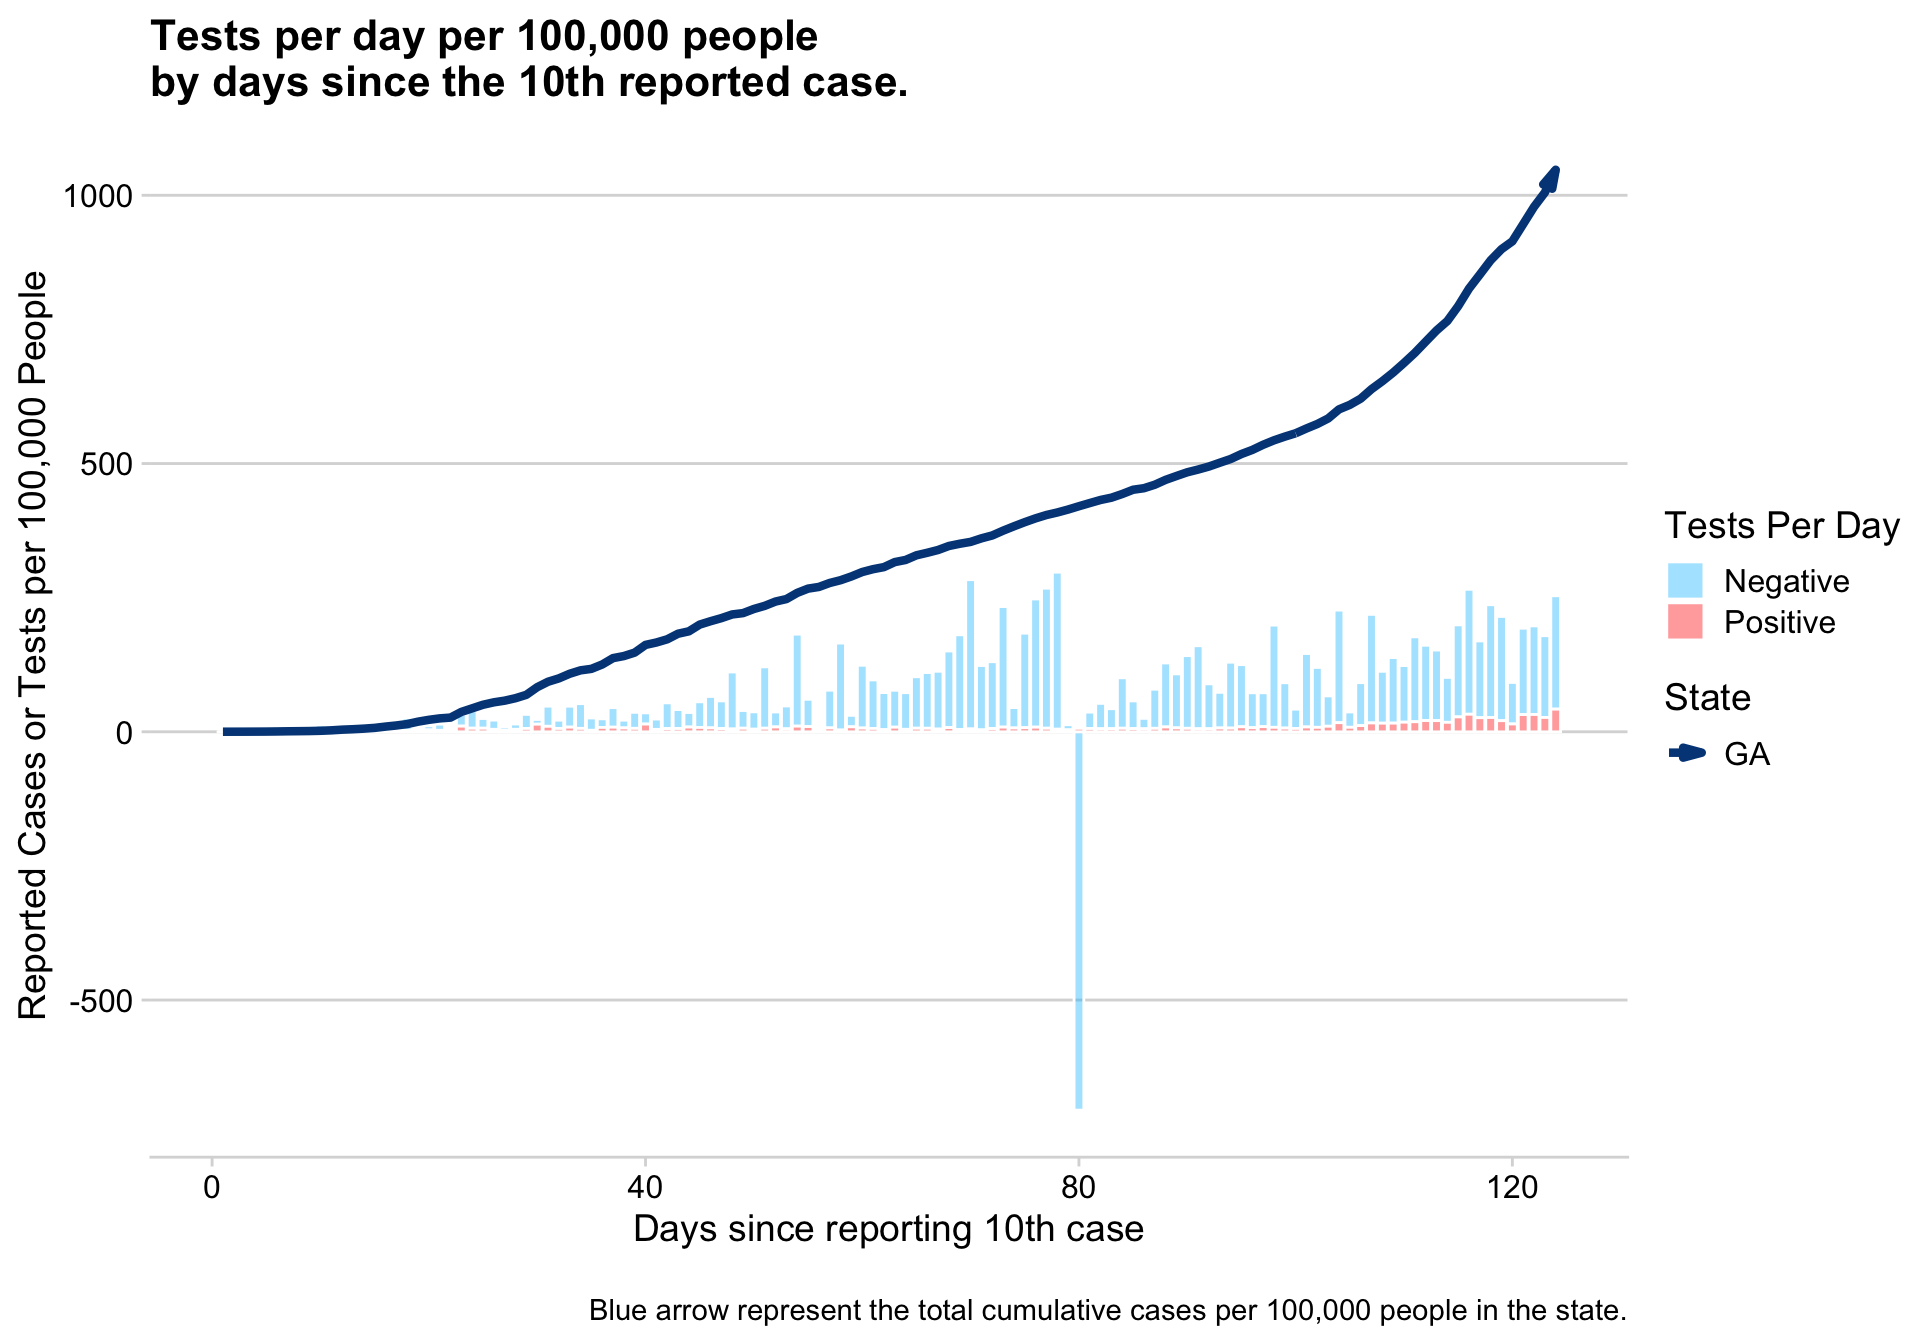 Tests per day per 100,000 people
by days since the 10th reported case.
Reported Cases or Tests per 100,000 People
1000
500
0
-500
0
40
80
120
Days since reporting 10th case
Tests Per Day
Negative
Positive
State
GA
Blue arrow represent the total cumulative cases per 100,000 people in the state.